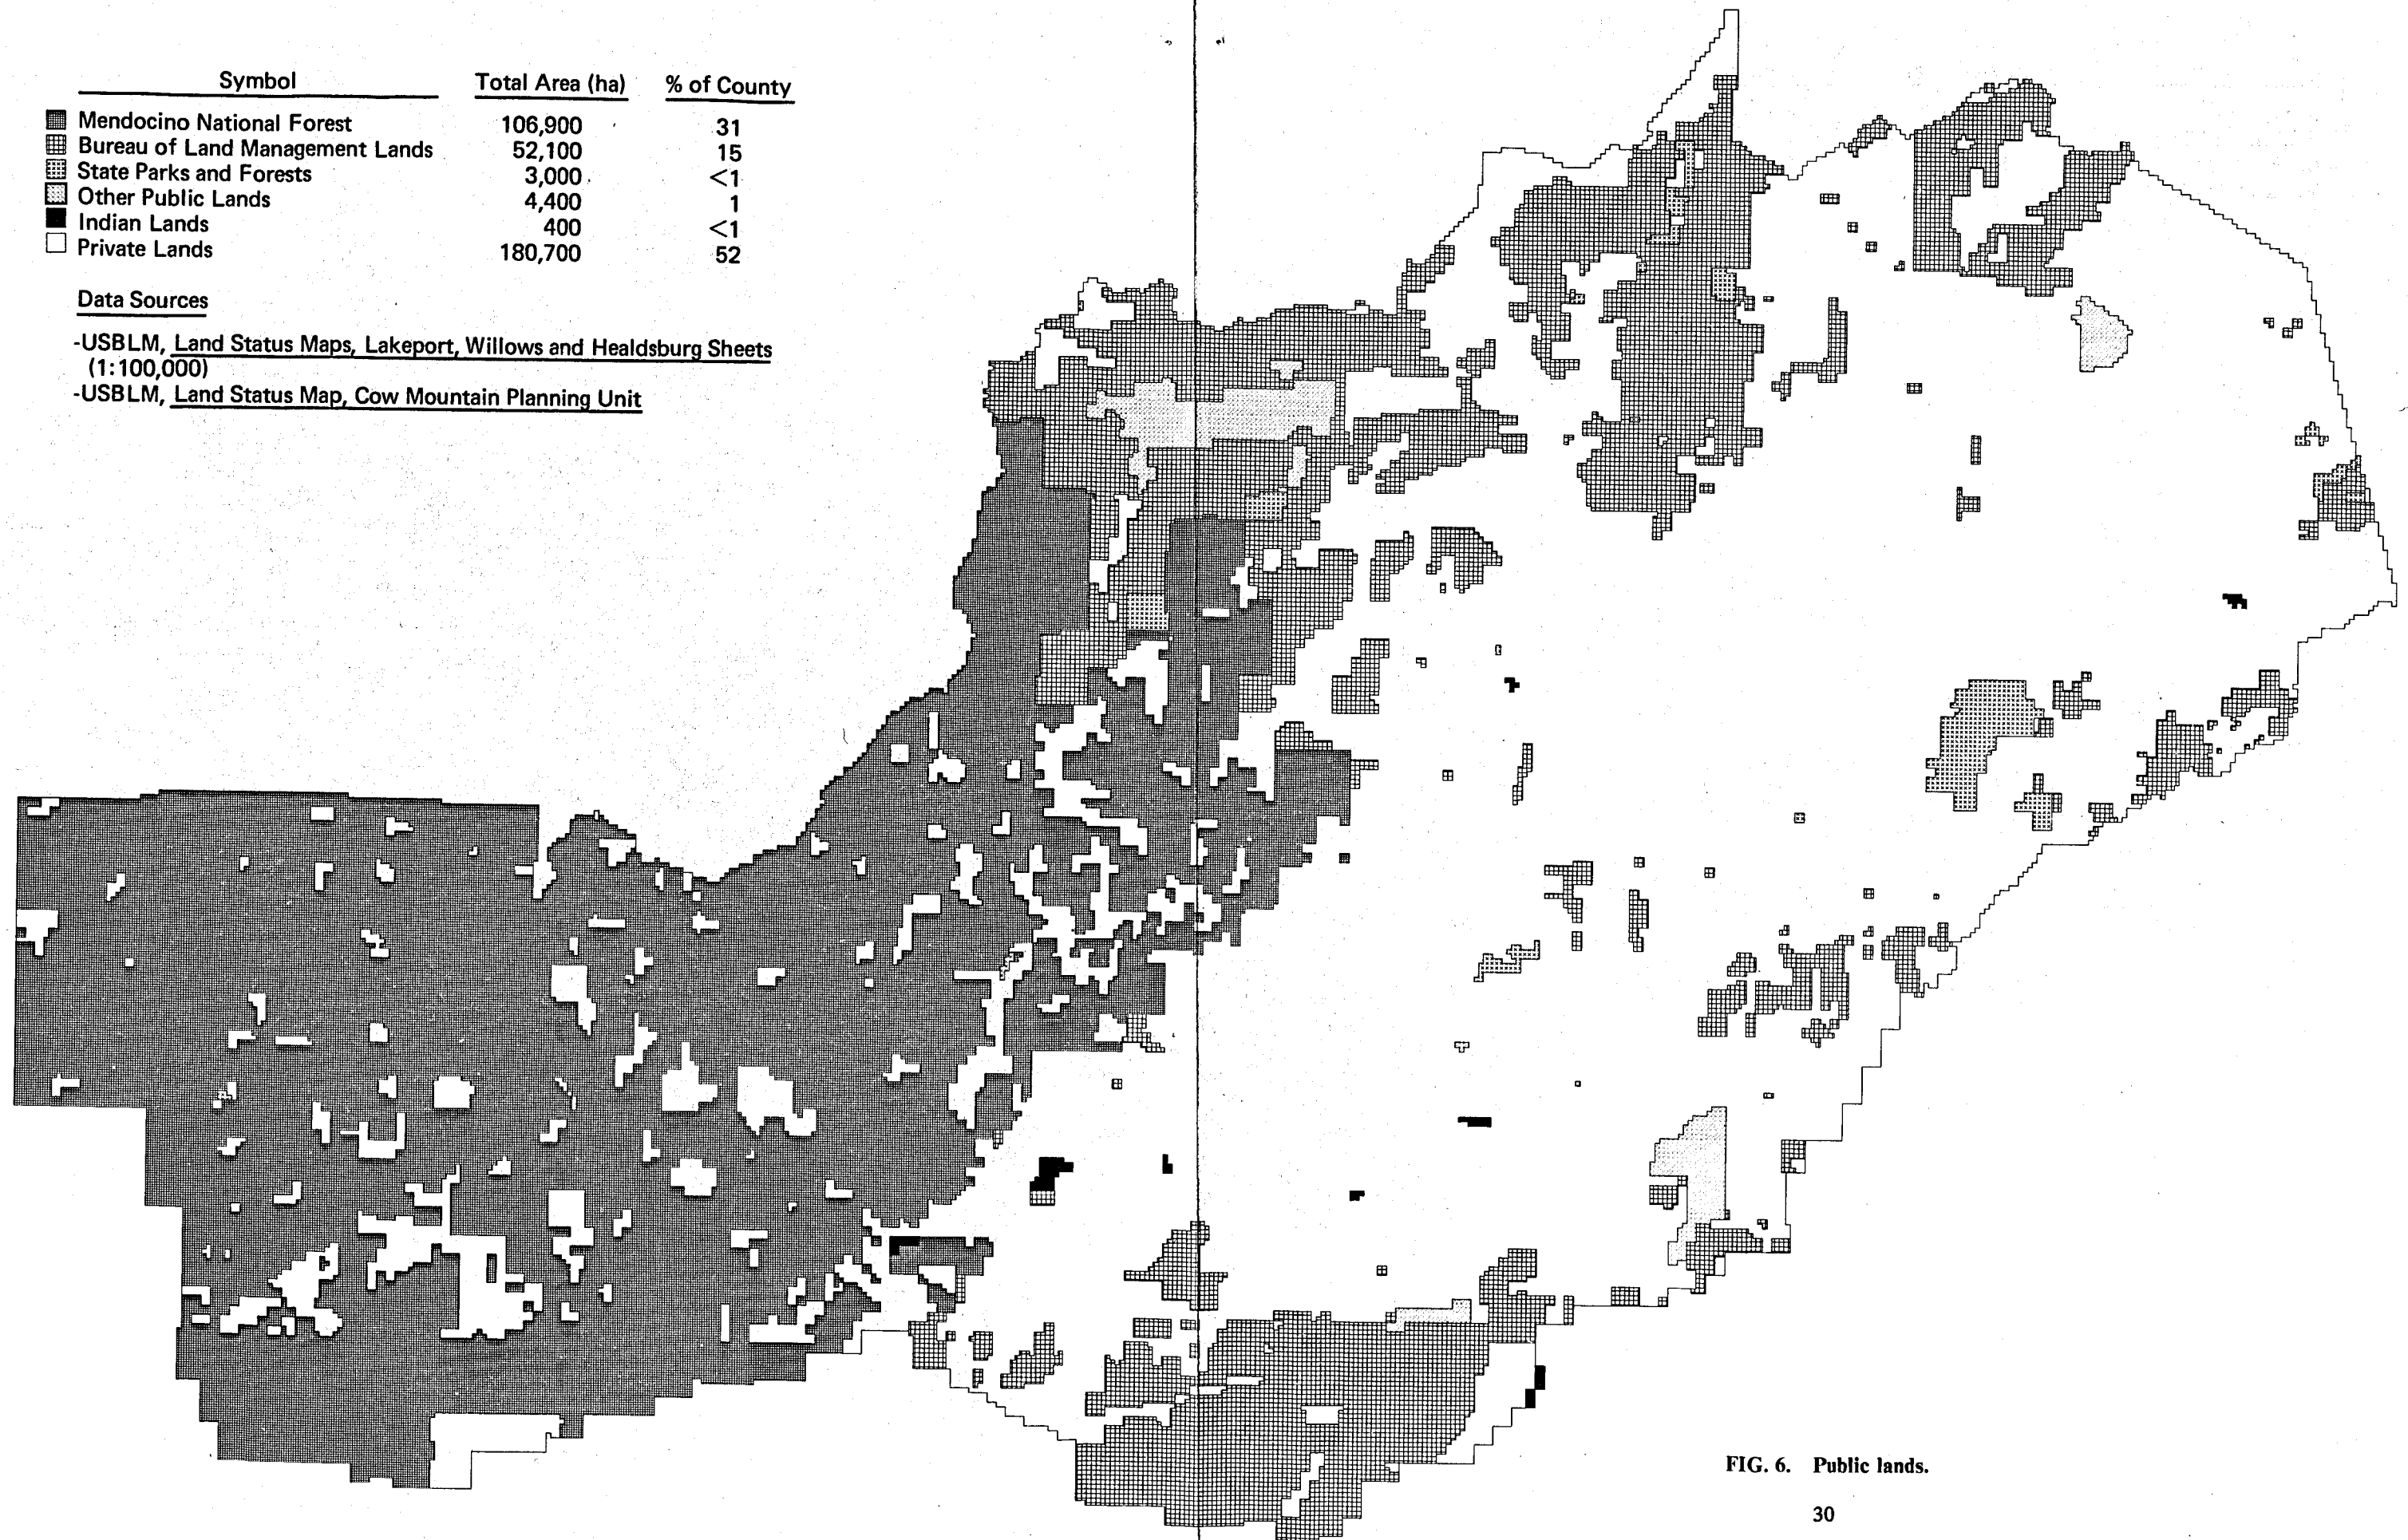 Symbol Total Area (ha) % of County
Mendocino National Forest 106,900 31
Bureau of Land Management Lands 52,100 15
State Parks and Forests 3,000 <1
Other Public Lands 4,400 1
Indian Lands 400 <1
Private Lands 180,700 52
Data Sources
-USBLM, Land Status Maps, Lakeport, Willows and Healdsburg Sheets
(1:100,000)
-USBLM, Land Status Map, Cow Mountain Planning Unit
FIG. 6. Public lands.
30